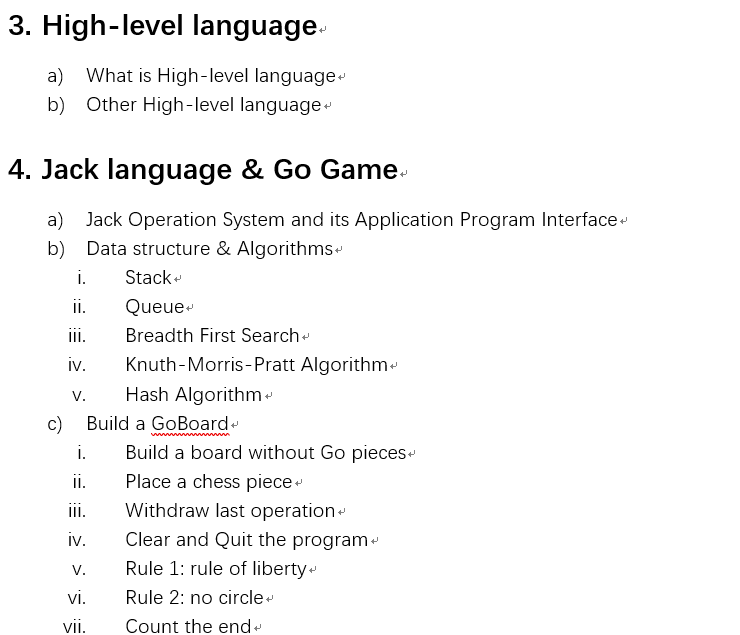 3. High-level language
a) What is High-level language
b) Other High-level language
4. Jack language & Go Game
a) Jack Operation System and its Application Program Interface
b) Data structure & Algorithms
i. Stack
ii. Queue
iii. Breadth First Search
iv. Knuth-Morris-Pratt Algorithm
v. Hash Algorithm
c) Build a GoBoard
i. Build a board without Go pieces
ii. Place a chess piece
iii. Withdraw last operation
iv. Clear and Quit the program
v. Rule 1: rule of liberty
vi. Rule 2: no circle
vii. Count the end